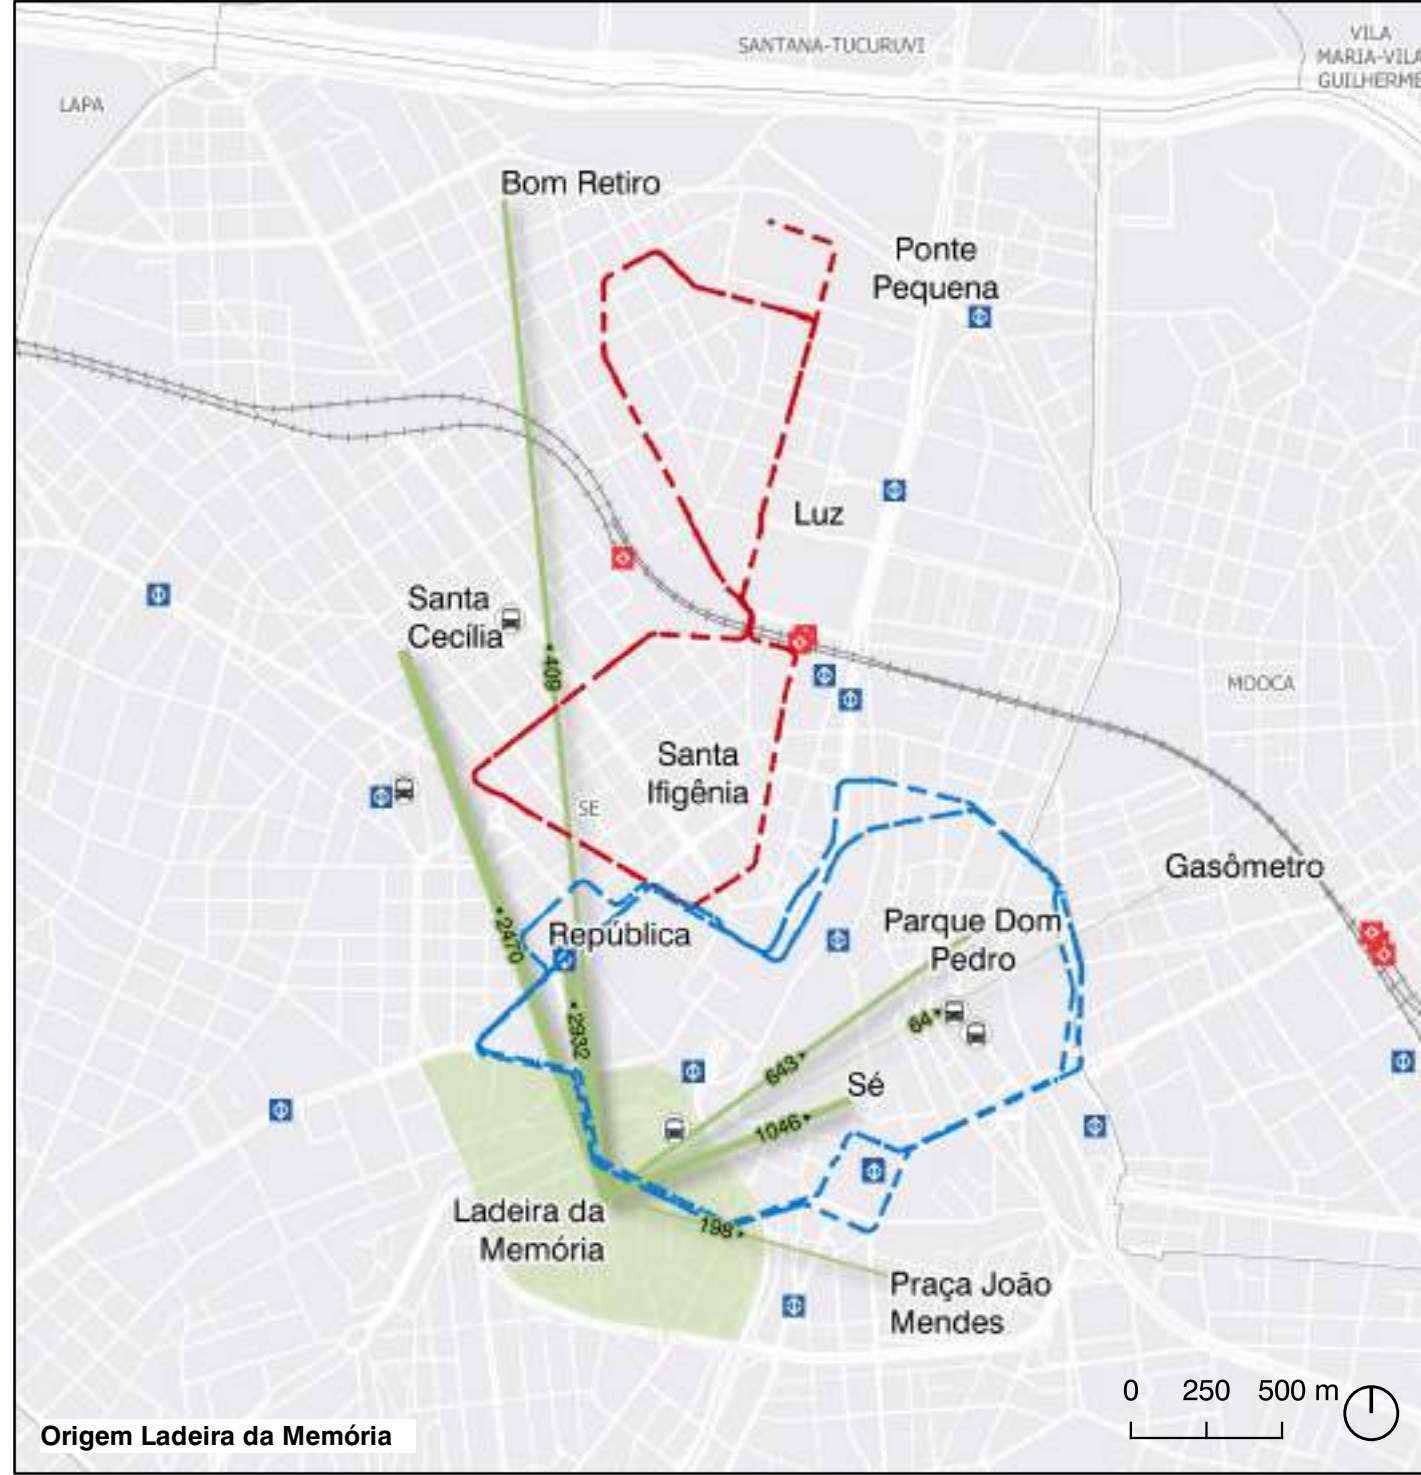 SANTANA-TUCURUVI
VILA
MARIA-VILA
GUILHERME
LAPA
Bom Retiro
Ponte
Pequena
Luz
Santa
Cecília
409
MOOCA
Santa
Ifigênia
SE
Gasômetro
2470
República
Parque Dom
Pedro
2932
64
643
Sé
1046
Ladeira da
Memória
198
Praça João
Mendes
0 250 500 m
Origem Ladeira da Memória